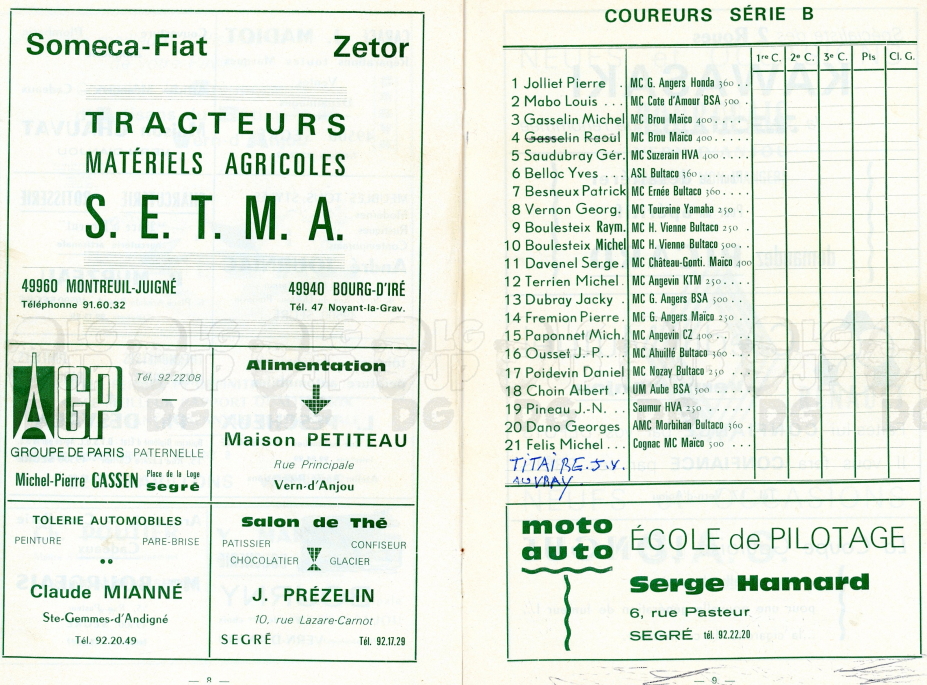 Someca-Fiat Zetor
TRACTEURS
MATÉRIELS AGRICOLES
S. E. T. M. A.
49960 MONTREUIL-JUIGNÉ
Téléphone 91.60.32
49940 BOURG-D'IRÉ
Tél. 47 Noyant-la-Grav.
GP
Tél. 92.22.08
GROUPE DE PARIS PATERNELLE
Michel-Pierre GASSEN Place de la Loge
Segré
Alimentation
Maison PETITEAU
Rue Principale
Vern-d'Anjou
TOLERIE AUTOMOBILES
PEINTURE PARE-BRISE
Claude MIANNÉ
Ste-Gemmes-d'Andigné
Tél. 92.20.49
Salon de Thé
PATISSIER CONFISEUR
CHOCOLATIER GLACIER
J. PRÉZELIN
10, rue Lazare-Carnot
SEGRÉ Tél. 92.17.29
— 8 —
COUREURS SÉRIE B
1re C. 2e C. 3e C. Pts Cl. G.
1 Jolliet Pierre . MC G. Angers Honda 360 . . .
2 Mabo Louis . . . MC Cote d'Amour BSA 500 . . .
3 Gasselin Michel MC Brou Maïco 400 . . . . .
4 Gasselin Raoul MC Brou Maïco 400 . . . . .
5 Saudubray Gér. MC Suzerain HVA 400 . . . . .
6 Belloc Yves . . . ASL Bultaco 360 . . . . .
7 Besneux Patrick MC Ernée Bultaco 360 . . . .
8 Vernon Georg. MC Touraine Yamaha 250 . .
9 Boulesteix Raym. MC H. Vienne Bultaco 250 . .
10 Boulesteix Michel MC H. Vienne Bultaco 500 . .
11 Davenel Serge . MC Château-Gonti. Maïco 400
12 Terrien Michel . MC Angevin KTM 250 . . . .
13 Dubray Jacky . MC G. Angers BSA 500 . . . .
14 Fremion Pierre . MC G. Angers Maïco 250 . . .
15 Paponnet Mich. MC Angevin CZ 400 . . . . .
16 Ousset J.-P. . . MC Ahuillé Bultaco 360 . . .
17 Poidevin Daniel MC Nozay Bultaco 250 . . . .
18 Choin Albert . . UM Aube BSA 500 . . . . .
19 Pineau J.-N. . . . Saumur HVA 250 . . . . . .
20 Dano Georges AMC Morbihan Bultaco 360 .
21 Felis Michel . . . Cognac MC Maïco 500 . . . .
TITAIRE. J. Y.
AUVRAY
moto
auto
ÉCOLE de PILOTAGE
Serge Hamard
6, rue Pasteur
SEGRÉ tél. 92.22.20
— 9 —